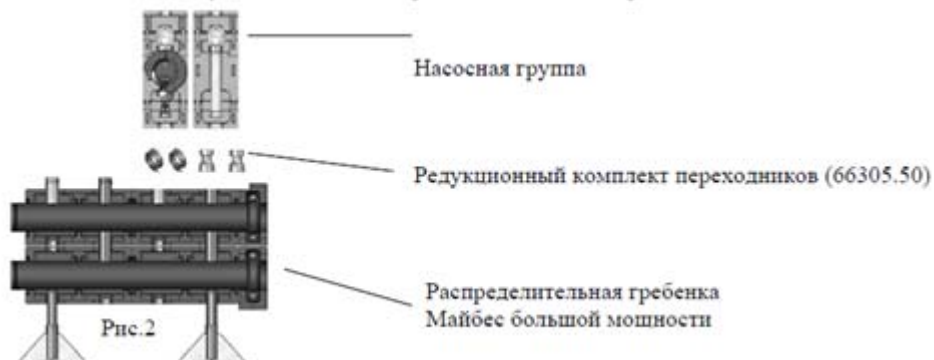 Насосная группа
Редукционный комплект переходников (66305.50)
Распределительная гребенка
Майбес большой мощности
Рис.2